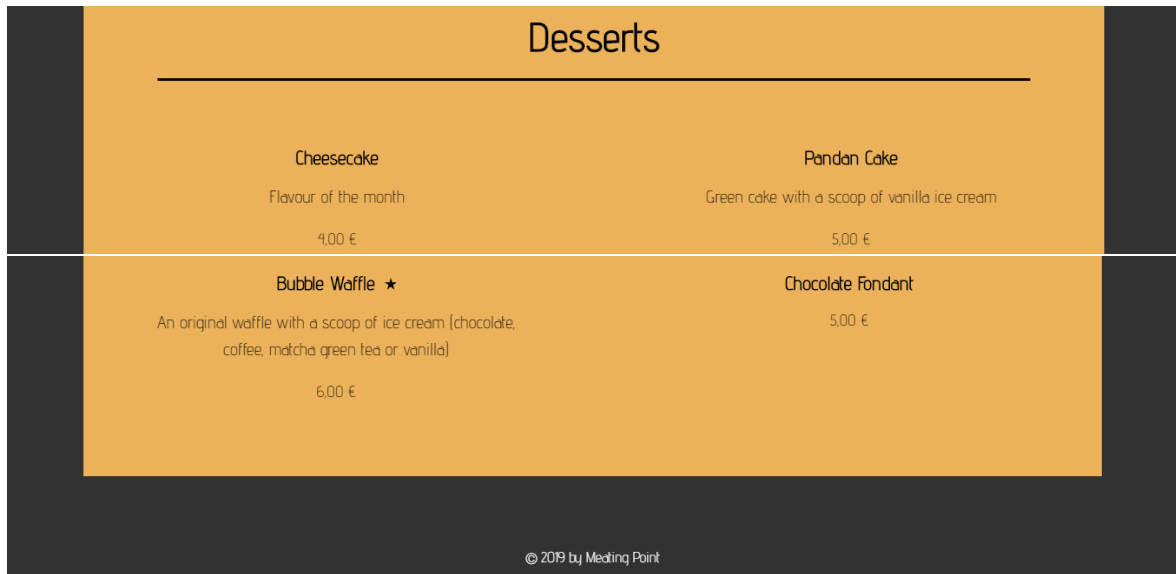 Desserts
Cheesecake
Flavour of the month
4,00 €
Pandan Cake
Green cake with a scoop of vanilla ice cream
5,00 €
Bubble Waffle ★
An original waffle with a scoop of ice cream (chocolate,
coffee, matcha green tea or vanilla)
6,00 €
Chocolate Fondant
5,00 €
© 2019 by Meating Point